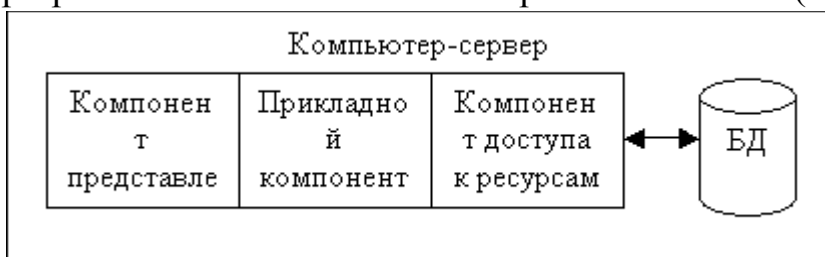 Компьютер-сервер
Компонен
т
представле
Прикладно
й
компонент
Компонен
т доступа
к ресурсам
БД